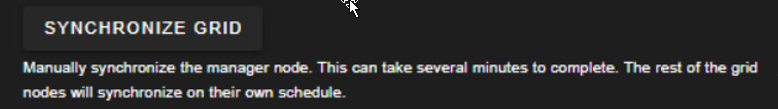 SYNCHRONIZE GRID
Manually synchronize the manager node. This can take several minutes to complete. The rest of the grid
nodes will synchronize on their own schedule.